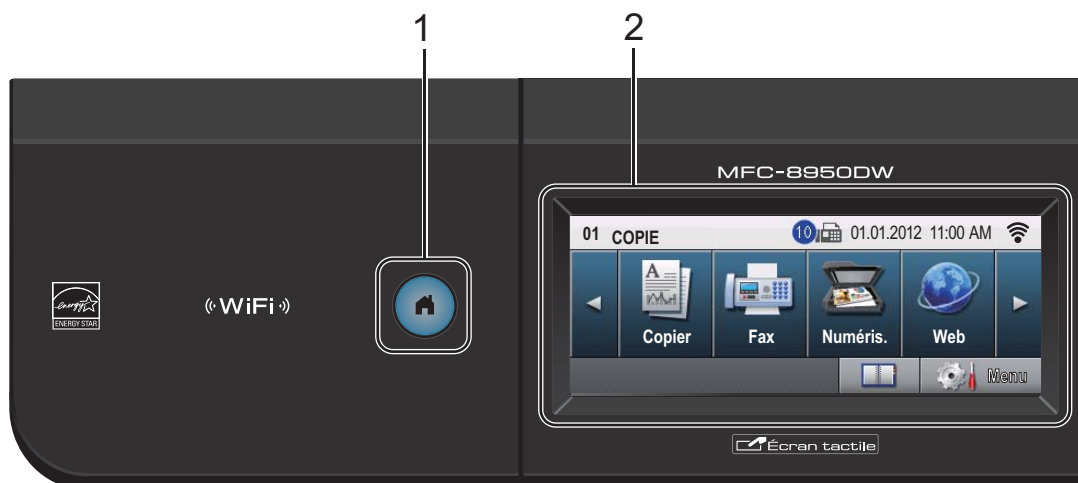 1 2
MFC-8950DW
01 COPIE 10 01.01.2012 11:00 AM
A
Copier Fax Numéris. Web
Menu
energy
ENERGY STAR
WiFi
Écran tactile